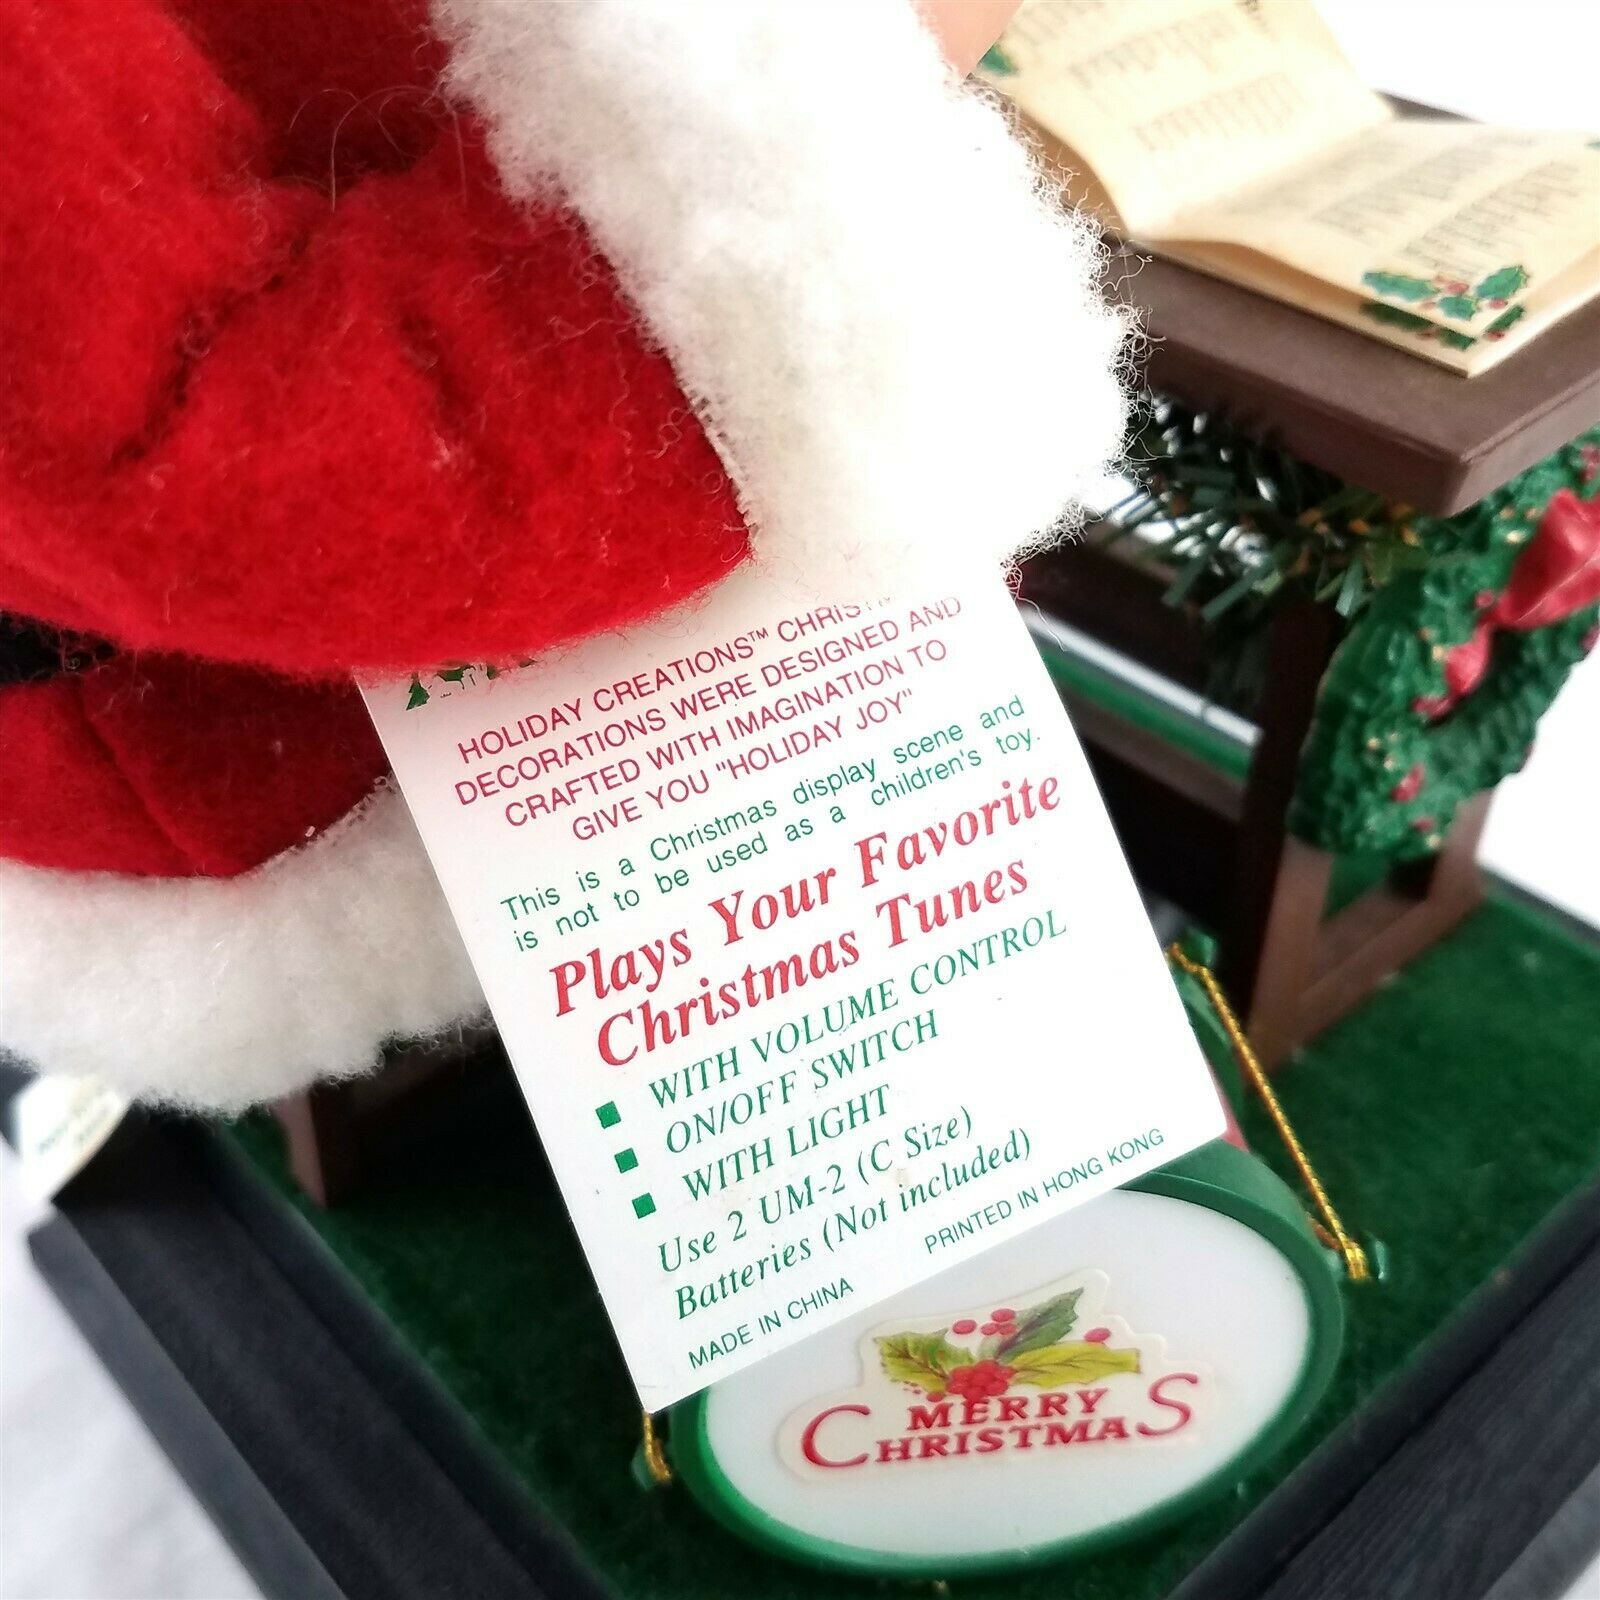 HOLIDAY CREATIONS™
DECORATIONS WERE DESIGNED AND
CRAFTED WITH IMAGINATION TO
GIVE YOU "HOLIDAY JOY"
This is a Christmas display scene and
is not to be used as a children's toy.
Plays Your Favorite
Christmas Tunes
■ WITH VOLUME CONTROL
■ ON/OFF SWITCH
■ WITH LIGHT
Use 2 UM-2 (C Size)
Batteries (Not included)
MADE IN CHINA PRINTED IN HONG KONG
MERRY
CHRISTMAS